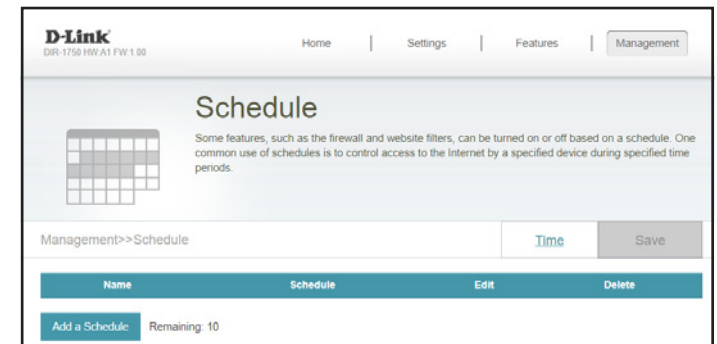 D-Link
DIR-1750 HW:A1 FW:1.00
Home | Settings | Features | Management
Schedule
Some features, such as the firewall and website filters, can be turned on or off based on a schedule. One
common use of schedules is to control access to the Internet by a specified device during specified time
periods.
Management>>Schedule Time Save
Name Schedule Edit Delete
Add a Schedule Remaining: 10